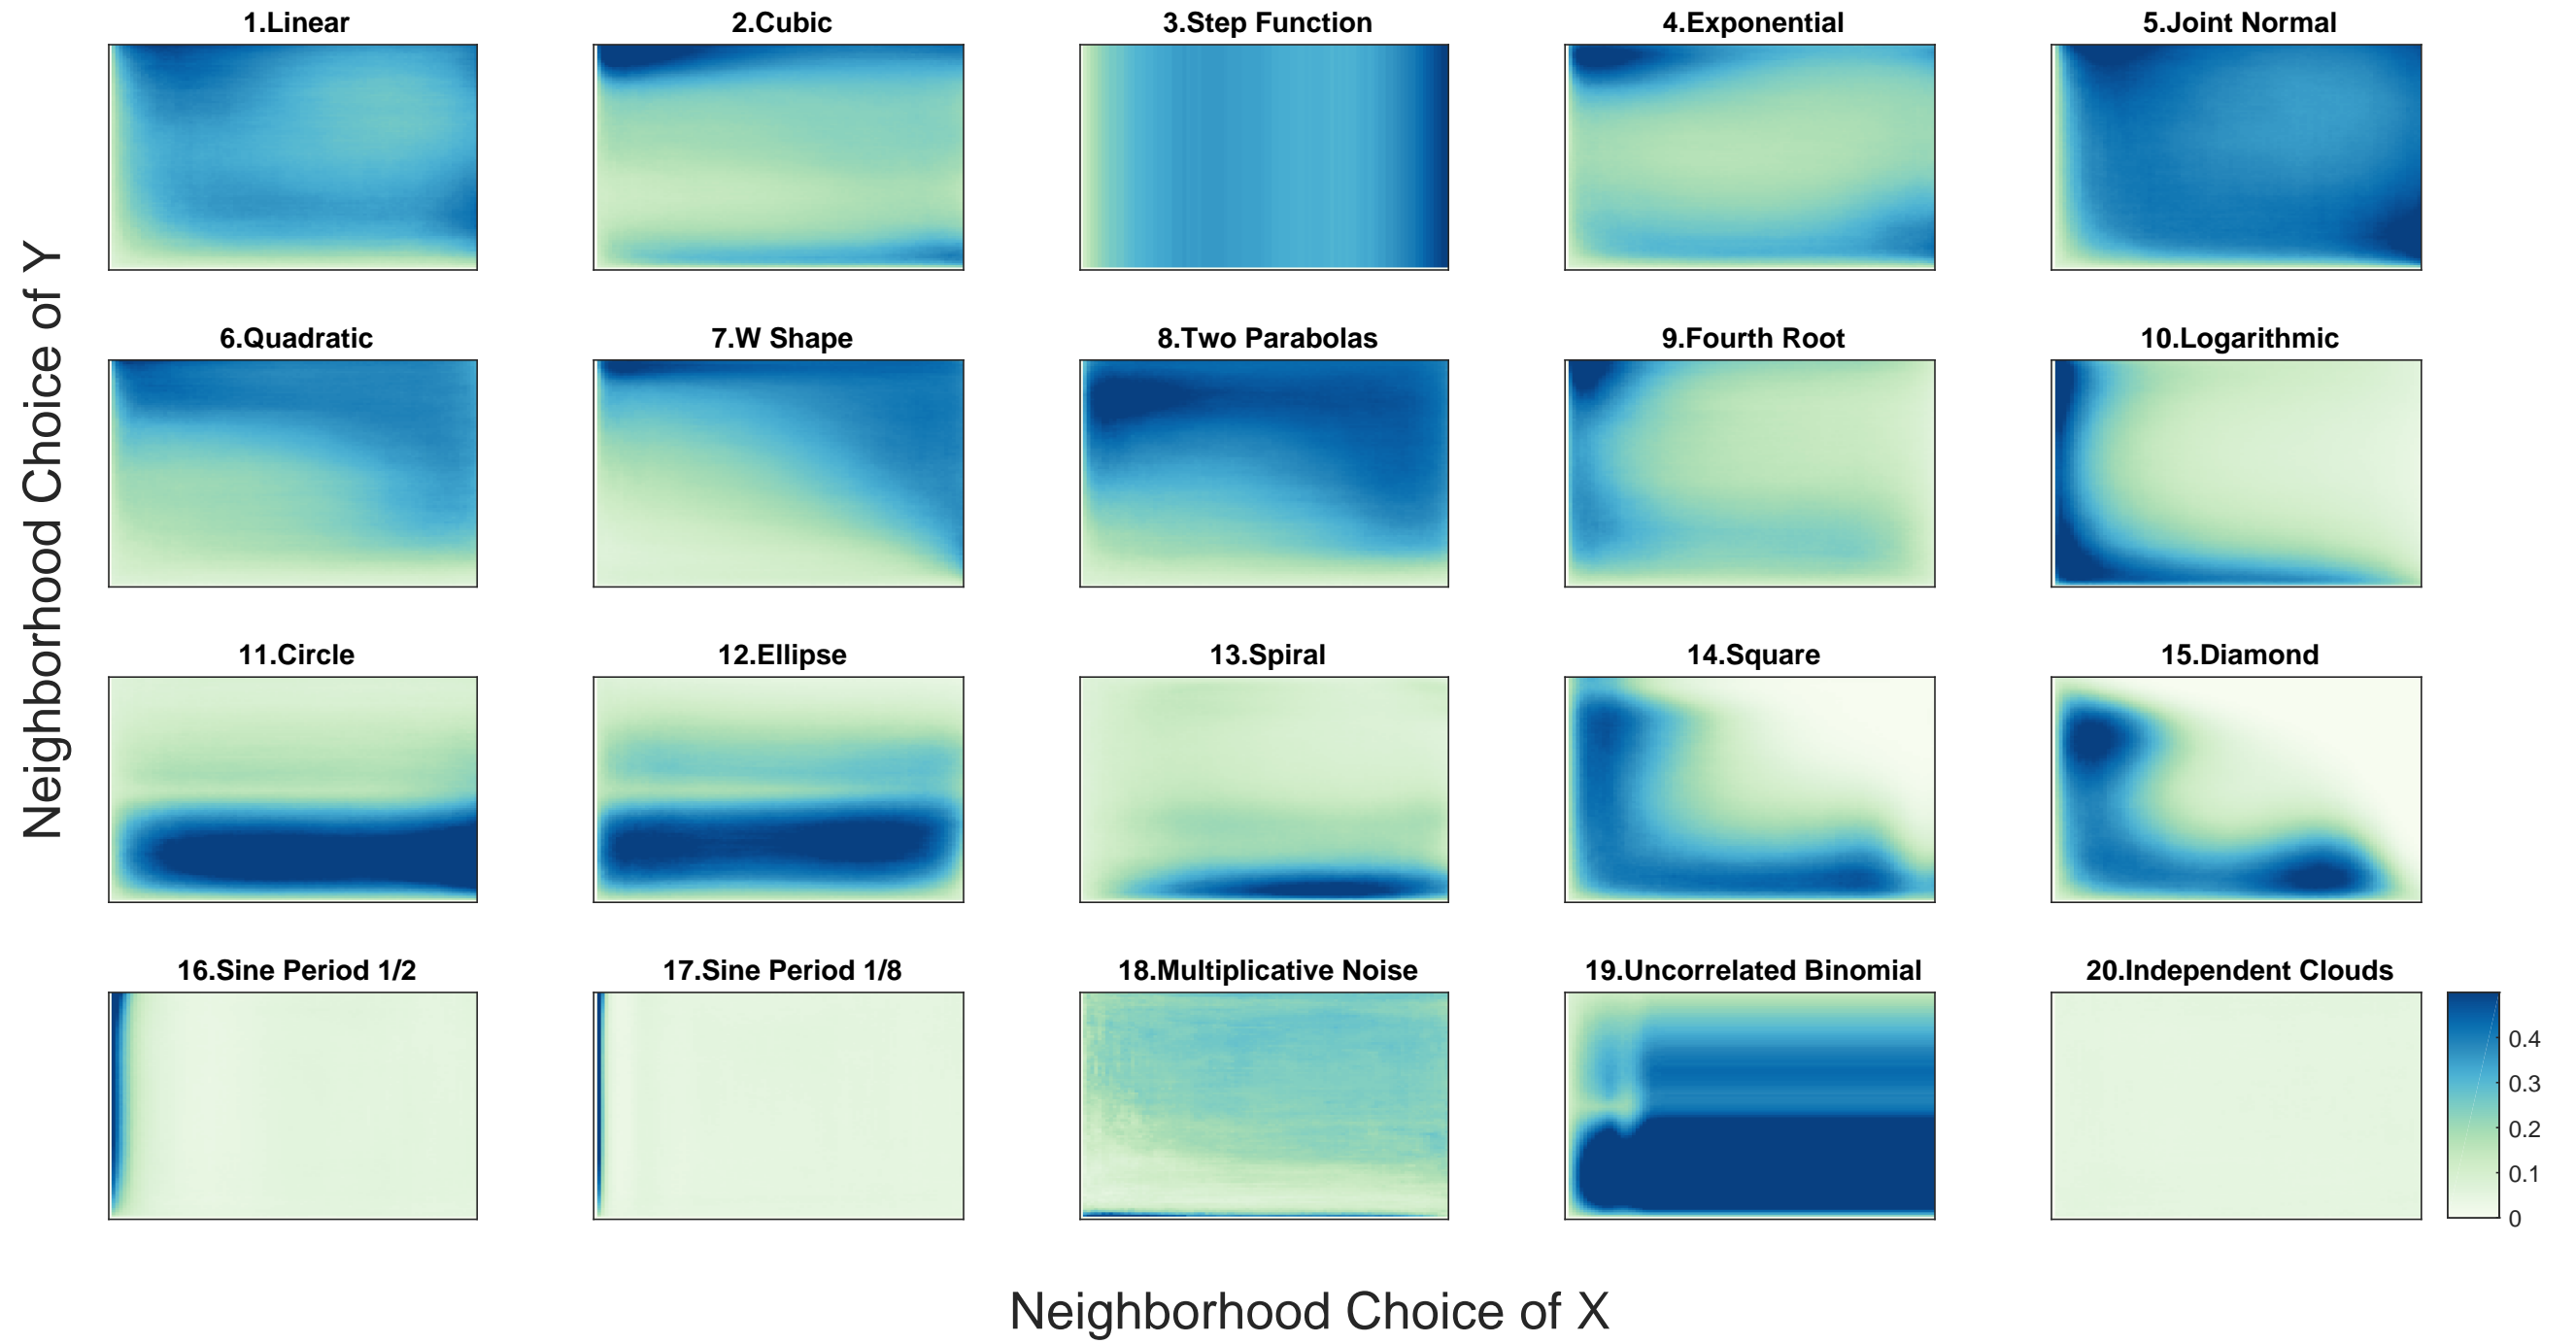 1.Linear
2.Cubic
3.Step Function
4.Exponential
5.Joint Normal
Neighborhood Choice of Y
6.Quadratic
7.W Shape
8.Two Parabolas
9.Fourth Root
10.Logarithmic
11.Circle
12.Ellipse
13.Spiral
14.Square
15.Diamond
16.Sine Period 1/2
17.Sine Period 1/8
18.Multiplicative Noise
19.Uncorrelated Binomial
20.Independent Clouds
0.4
0.3
0.2
0.1
0
Neighborhood Choice of X